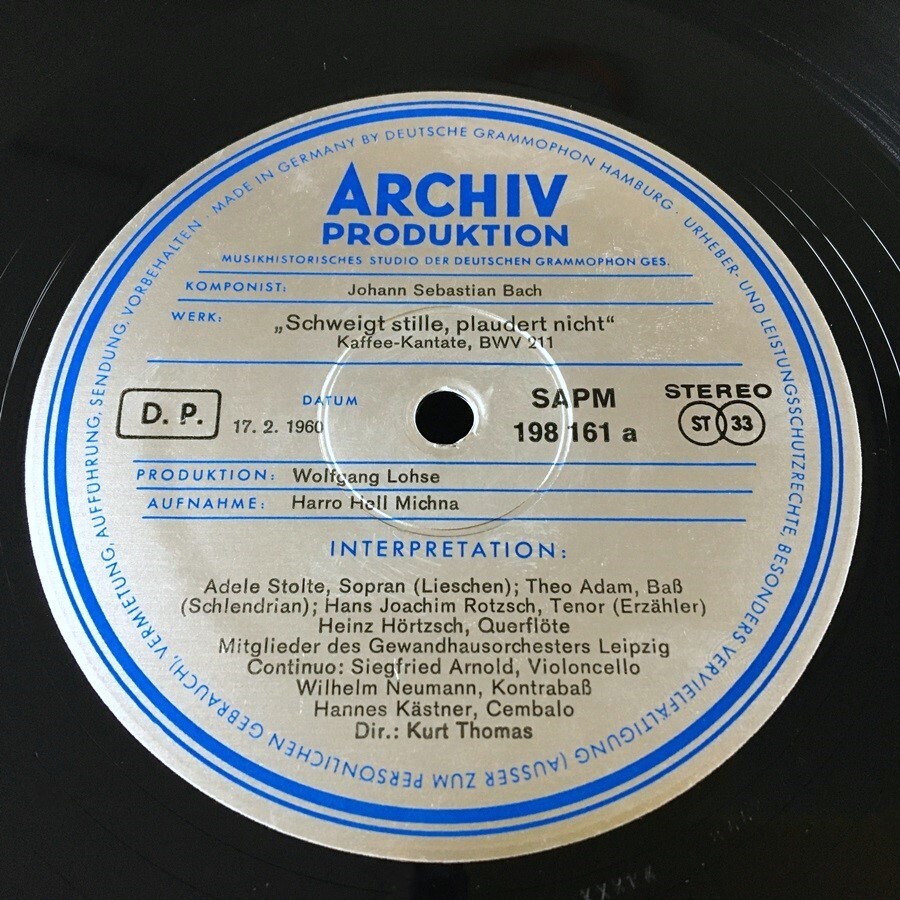 MADE IN GERMANY BY DEUTSCHE GRAMMOPHON HAMBURG · URHEBER- UND LEISTUNGSSCHUTZRECHTE, BESONDERS VERVIELFÄLTIGUNG (AUSSER ZUM PERSÖNLICHEN GEBRAUCH), VERMIETUNG, AUFFÜHRUNG, SENDUNG, VORBEHALTEN ·
ARCHIV
PRODUKTION
MUSIKHISTORISCHES STUDIO DER DEUTSCHEN GRAMMOPHON GES.
KOMPONIST: Johann Sebastian Bach
WERK: „Schweigt stille, plaudert nicht“
Kaffee-Kantate, BWV 211
D. P.
DATUM
17. 2. 1960
SAPM
198 161 a
STEREO
ST 33
PRODUKTION: Wolfgang Lohse
AUFNAHME: Harro Hell Michna
INTERPRETATION:
Adele Stolte, Sopran (Lieschen); Theo Adam, Baß
(Schlendrian); Hans Joachim Rotzsch, Tenor (Erzähler)
Heinz Hörtzsch, Querflöte
Mitglieder des Gewandhausorchesters Leipzig
Continuo: Siegfried Arnold, Violoncello
Wilhelm Neumann, Kontrabaß
Hannes Kästner, Cembalo
Dir.: Kurt Thomas